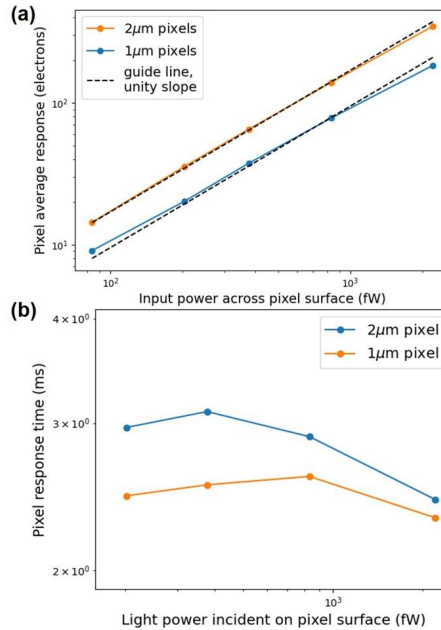 (a)
2μm pixels
1μm pixels
guide line,
unity slope
Pixel average response (electrons)
10²
10¹
10² 10³
Input power across pixel surface (fW)
(b)
4 × 10⁰
2μm pixel
1μm pixel
Pixel response time (ms)
3 × 10⁰
2 × 10⁰
10³
Light power incident on pixel surface (fW)